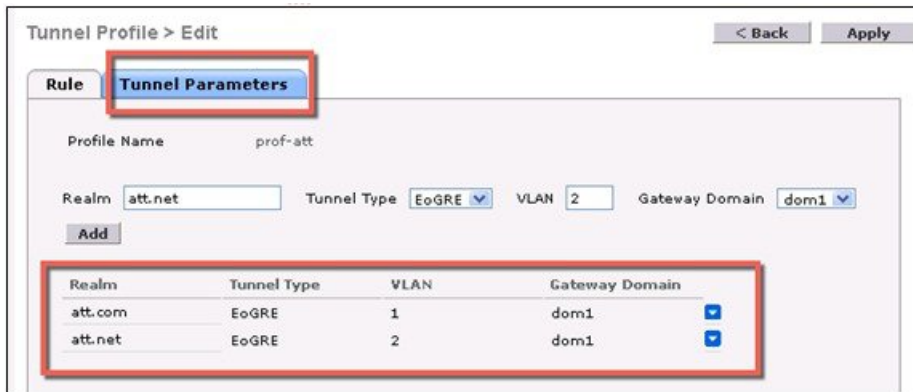 Tunnel Profile > Edit
< Back Apply
Rule Tunnel Parameters
Profile Name prof-att
Realm att.net Tunnel Type EoGRE VLAN 2 Gateway Domain dom1
Add
Realm Tunnel Type VLAN Gateway Domain
att.com EoGRE 1 dom1
att.net EoGRE 2 dom1